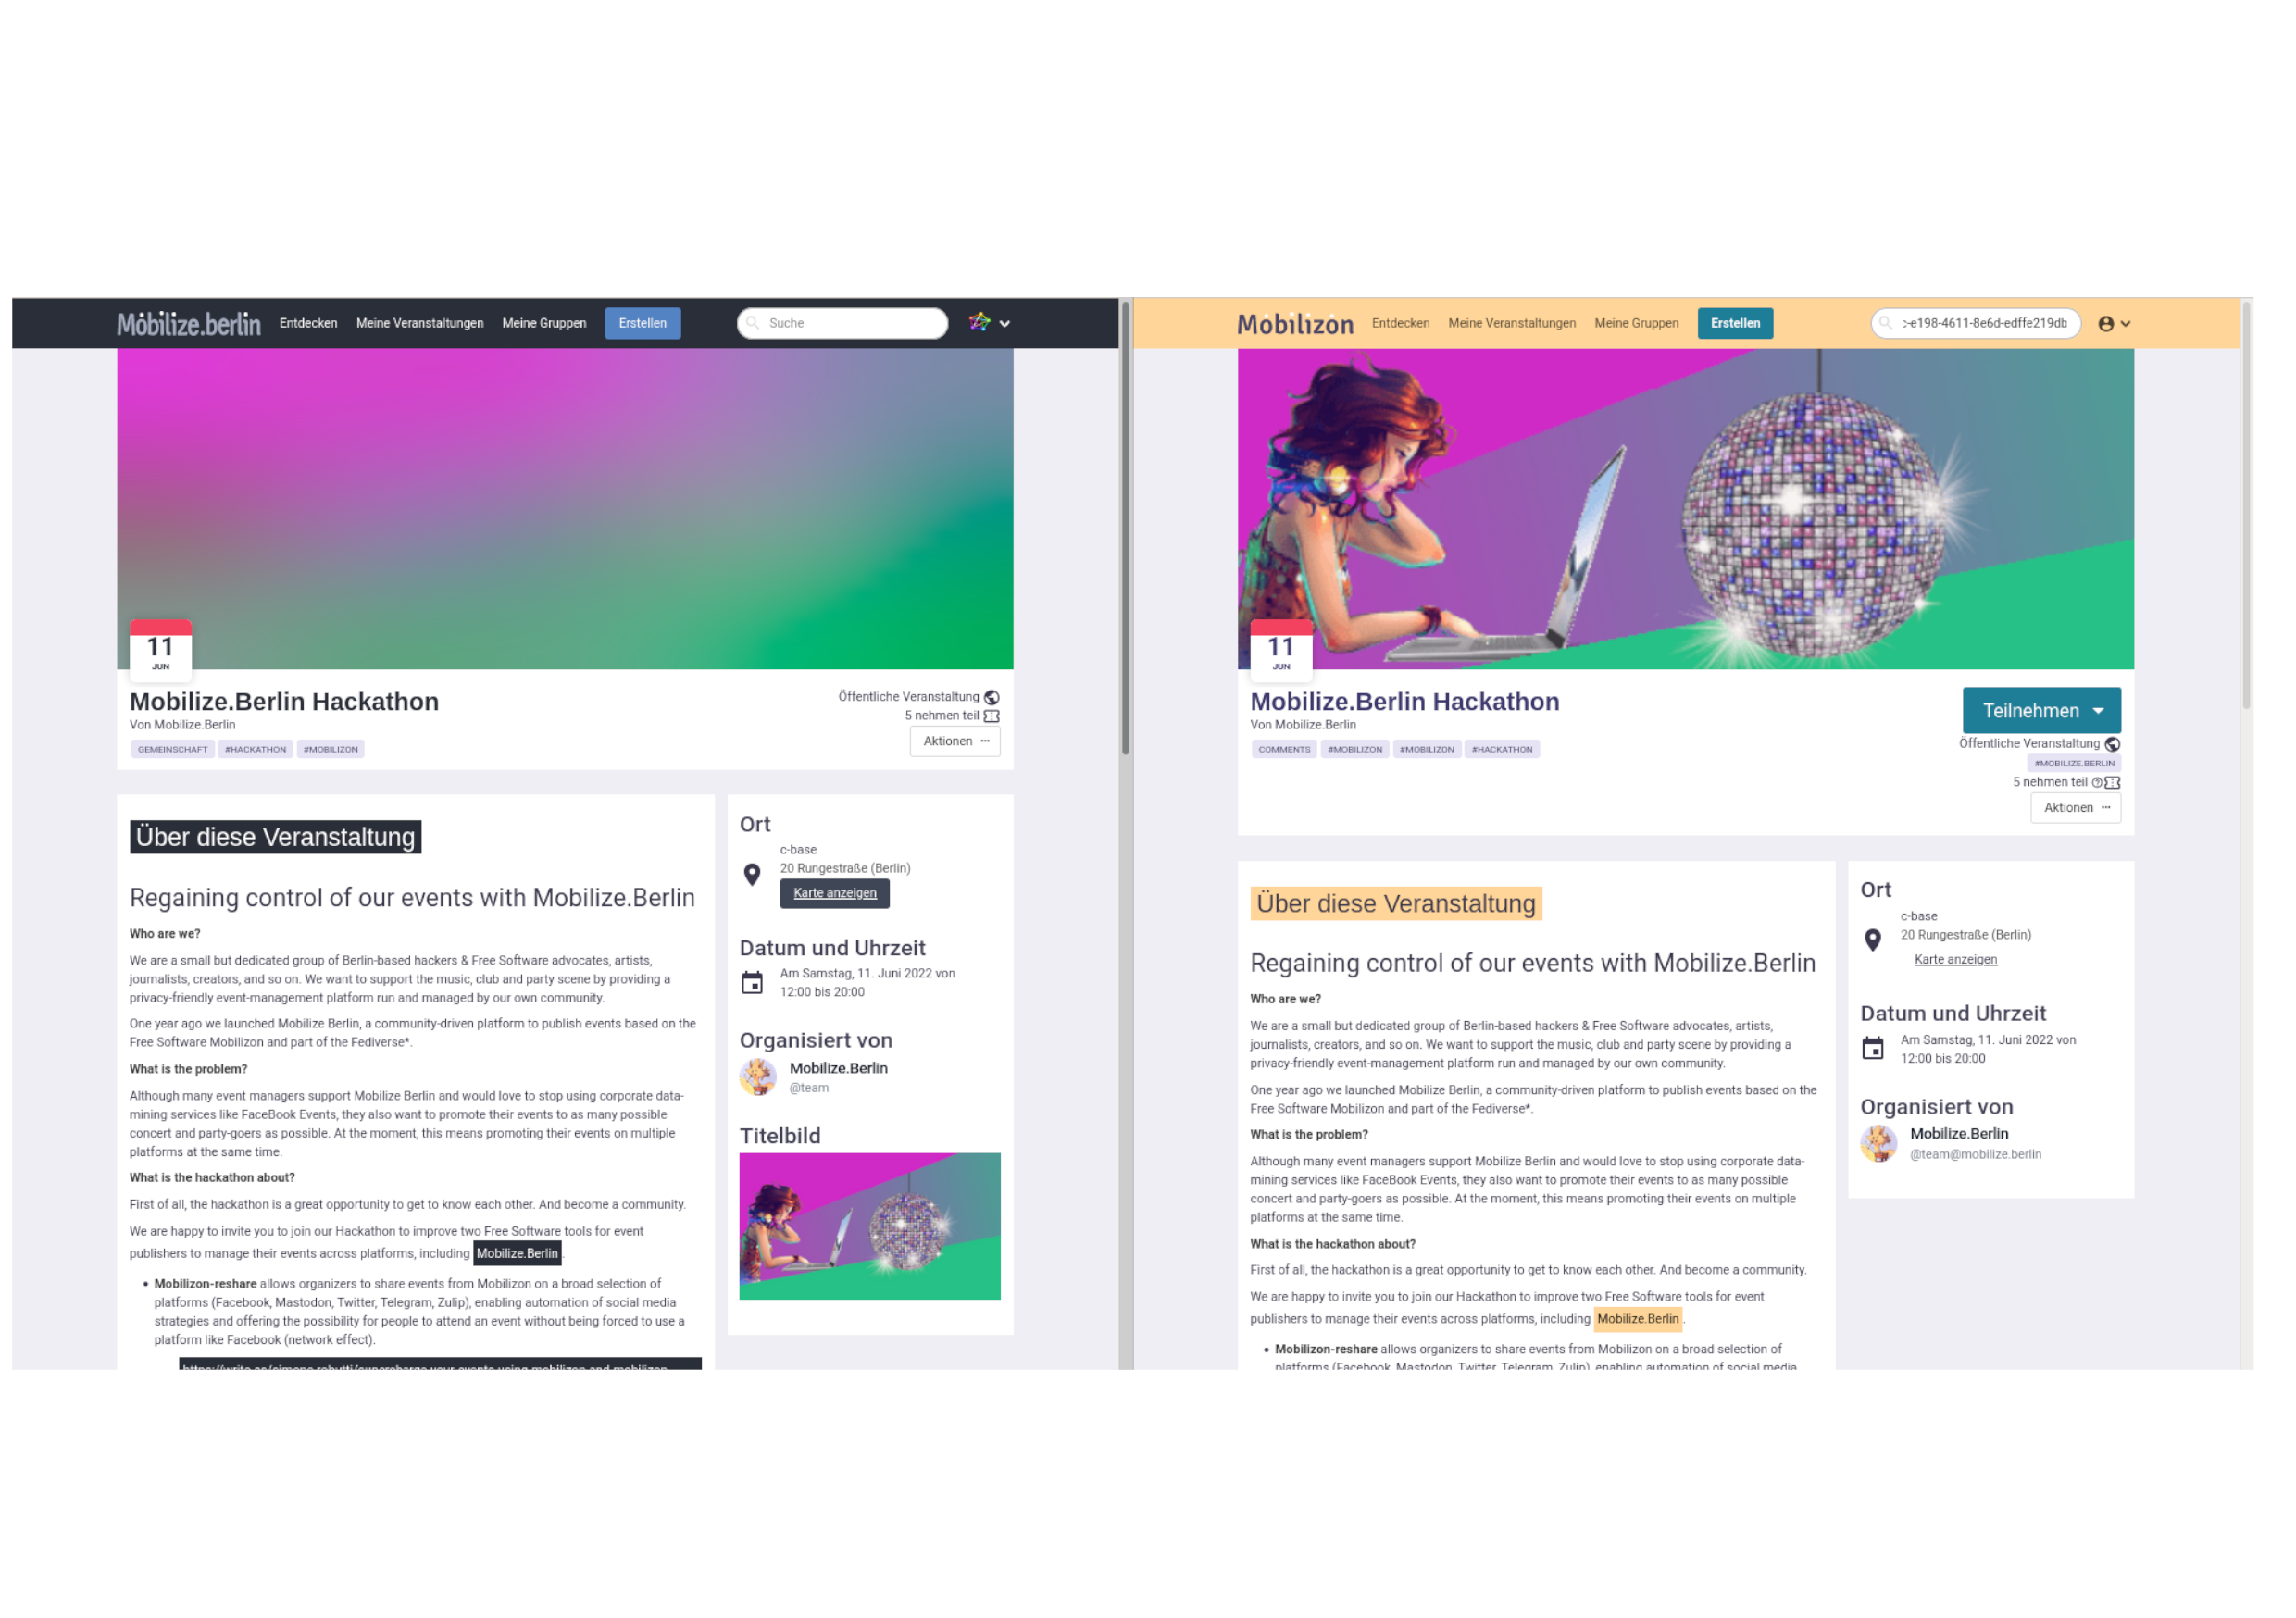 Mobilize.berlin Entdecken Meine Veranstaltungen Meine Gruppen Erstellen Suche
11
JUN
Mobilize.Berlin Hackathon
Von Mobilize.Berlin
GEMEINSCHAFT #HACKATHON #MOBILIZON
Öffentliche Veranstaltung
5 nehmen teil
Aktionen
Über diese Veranstaltung
Regaining control of our events with Mobilize.Berlin
Who are we?
We are a small but dedicated group of Berlin-based hackers & Free Software advocates, artists,
journalists, creators, and so on. We want to support the music, club and party scene by providing a
privacy-friendly event-management platform run and managed by our own community.
One year ago we launched Mobilize Berlin, a community-driven platform to publish events based on the
Free Software Mobilizon and part of the Fediverse*.
What is the problem?
Although many event managers support Mobilize Berlin and would love to stop using corporate data-
mining services like FaceBook Events, they also want to promote their events to as many possible
concert and party-goers as possible. At the moment, this means promoting their events on multiple
platforms at the same time.
What is the hackathon about?
First of all, the hackathon is a great opportunity to get to know each other. And become a community.
We are happy to invite you to join our Hackathon to improve two Free Software tools for event
publishers to manage their events across platforms, including Mobilize.Berlin.
• Mobilizon-reshare allows organizers to share events from Mobilizon on a broad selection of
platforms (Facebook, Mastodon, Twitter, Telegram, Zulip), enabling automation of social media
strategies and offering the possibility for people to attend an event without being forced to use a
platform like Facebook (network effect).
https://write.as/simone-robutti/supercharge-your-events-using-mobilizon-and-mobilizon-
Ort
c-base
20 Rungestraße (Berlin)
Karte anzeigen
Datum und Uhrzeit
Am Samstag, 11. Juni 2022 von
12:00 bis 20:00
Organisiert von
Mobilize.Berlin
@team
Titelbild
Mobilizon Entdecken Meine Veranstaltungen Meine Gruppen Erstellen :-e198-4611-8e6d-edffe219db
11
JUN
Mobilize.Berlin Hackathon
Von Mobilize.Berlin
COMMENTS #MOBILIZON #MOBILIZON #HACKATHON
Teilnehmen
Öffentliche Veranstaltung
#MOBILIZE.BERLIN
5 nehmen teil
Aktionen
Über diese Veranstaltung
Regaining control of our events with Mobilize.Berlin
Who are we?
We are a small but dedicated group of Berlin-based hackers & Free Software advocates, artists,
journalists, creators, and so on. We want to support the music, club and party scene by providing a
privacy-friendly event-management platform run and managed by our own community.
One year ago we launched Mobilize Berlin, a community-driven platform to publish events based on the
Free Software Mobilizon and part of the Fediverse*.
What is the problem?
Although many event managers support Mobilize Berlin and would love to stop using corporate data-
mining services like FaceBook Events, they also want to promote their events to as many possible
concert and party-goers as possible. At the moment, this means promoting their events on multiple
platforms at the same time.
What is the hackathon about?
First of all, the hackathon is a great opportunity to get to know each other. And become a community.
We are happy to invite you to join our Hackathon to improve two Free Software tools for event
publishers to manage their events across platforms, including Mobilize.Berlin.
• Mobilizon-reshare allows organizers to share events from Mobilizon on a broad selection of
platforms (Facebook, Mastodon, Twitter, Telegram, Zulip), enabling automation of social media
Ort
c-base
20 Rungestraße (Berlin)
Karte anzeigen
Datum und Uhrzeit
Am Samstag, 11. Juni 2022 von
12:00 bis 20:00
Organisiert von
Mobilize.Berlin
@team@mobilize.berlin